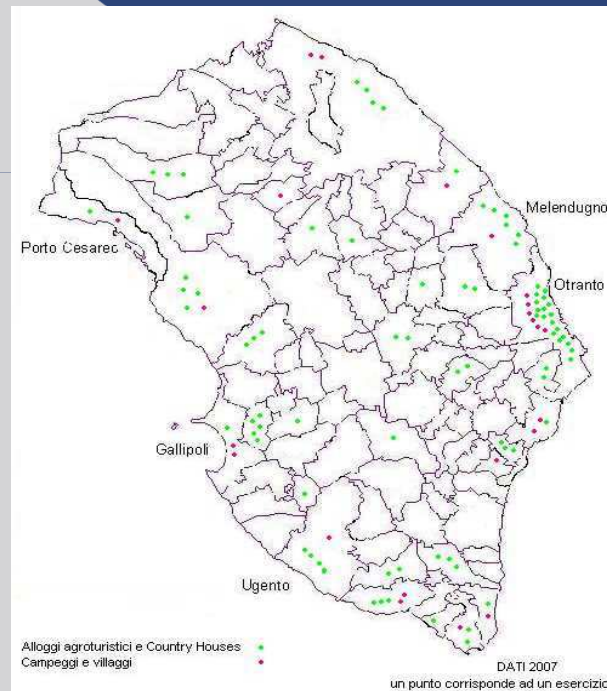 Melendugno
Porto Cesarec
Otranto
Gallipoli
Ugento
Alloggi agroturistici e Country Houses
Campeggi e villaggi
DATI 2007
un punto corrisponde ad un esercizio